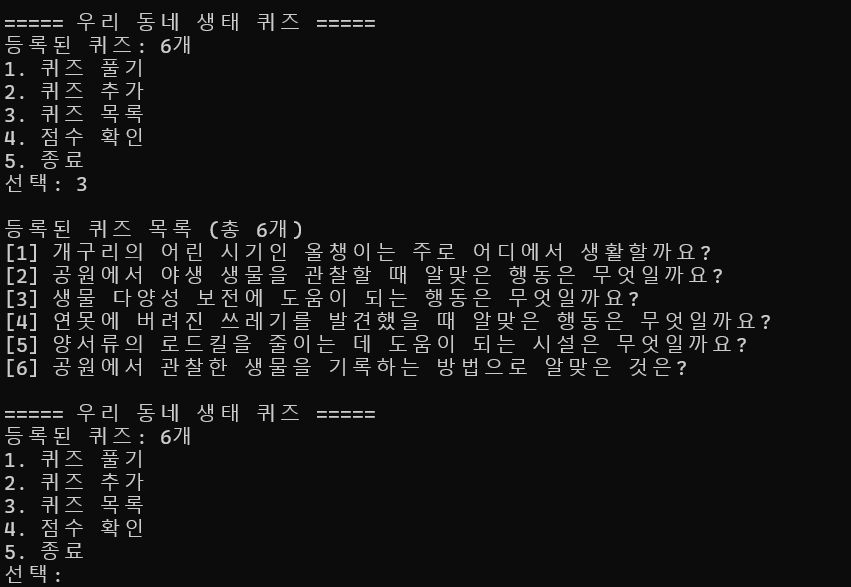 ===== 우리 동네 생태 퀴즈 =====
등록된 퀴즈: 6개
1. 퀴즈 풀기
2. 퀴즈 추가
3. 퀴즈 목록
4. 점수 확인
5. 종료
선택: 3
등록된 퀴즈 목록 (총 6개)
[1] 개구리의 어린 시기인 올챙이는 주로 어디에서 생활할까요?
[2] 공원에서 야생 생물을 관찰할 때 알맞은 행동은 무엇일까요?
[3] 생물 다양성 보전에 도움이 되는 행동은 무엇일까요?
[4] 연못에 버려진 쓰레기를 발견했을 때 알맞은 행동은 무엇일까요?
[5] 양서류의 로드킬을 줄이는 데 도움이 되는 시설은 무엇일까요?
[6] 공원에서 관찰한 생물을 기록하는 방법으로 알맞은 것은?
===== 우리 동네 생태 퀴즈 =====
등록된 퀴즈: 6개
1. 퀴즈 풀기
2. 퀴즈 추가
3. 퀴즈 목록
4. 점수 확인
5. 종료
선택: